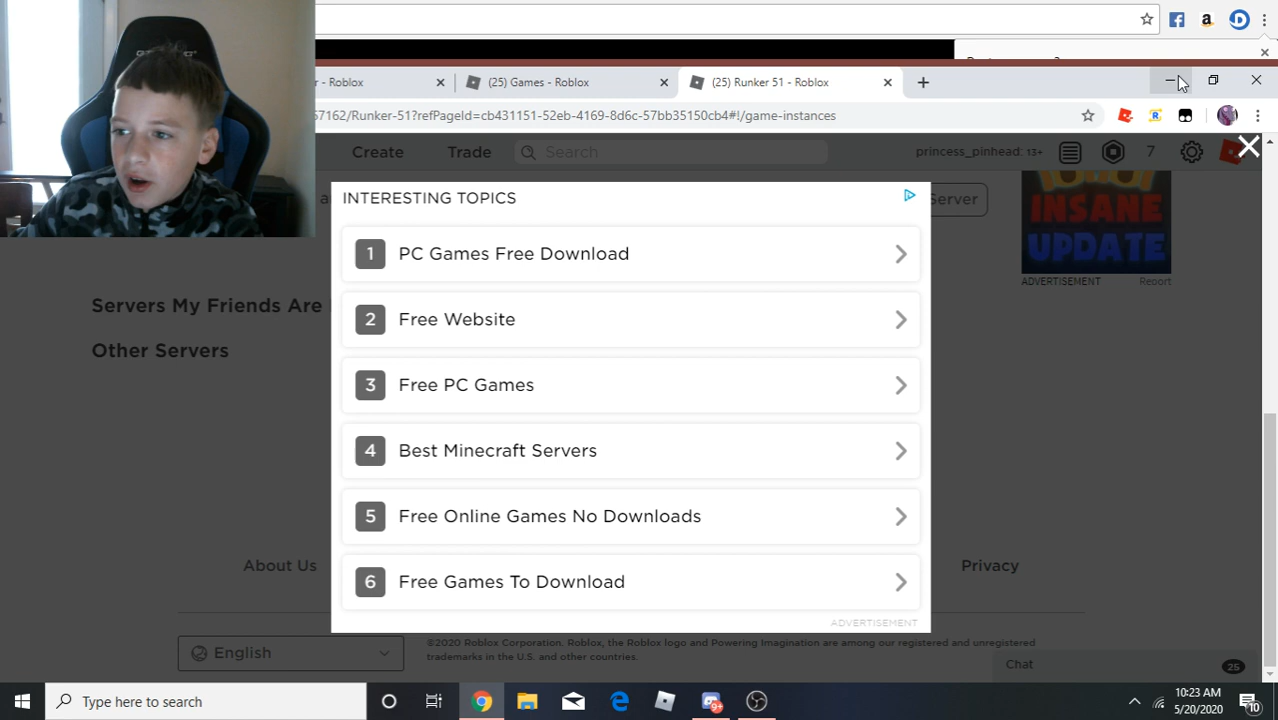 r - Roblox
(25) Games - Roblox
(25) Runker 51 - Roblox
57162/Runker-51?refPageId=cb431151-52eb-4169-8d6c-57bb35150cb4#!/game-instances
Create
Trade
Search
princess_pinhead: 13+
7
Server
INSANE
UPDATE
ADVERTISEMENT
Report
INTERESTING TOPICS
1 PC Games Free Download
2 Free Website
3 Free PC Games
4 Best Minecraft Servers
5 Free Online Games No Downloads
6 Free Games To Download
ADVERTISEMENT
Servers My Friends Are
Other Servers
About Us
Privacy
English
©2020 Roblox Corporation. Roblox, the Roblox logo and Powering Imagination are among our registered and unregistered
trademarks in the U.S. and other countries.
Chat
25
Type here to search
9+
10:23 AM
5/20/2020
10